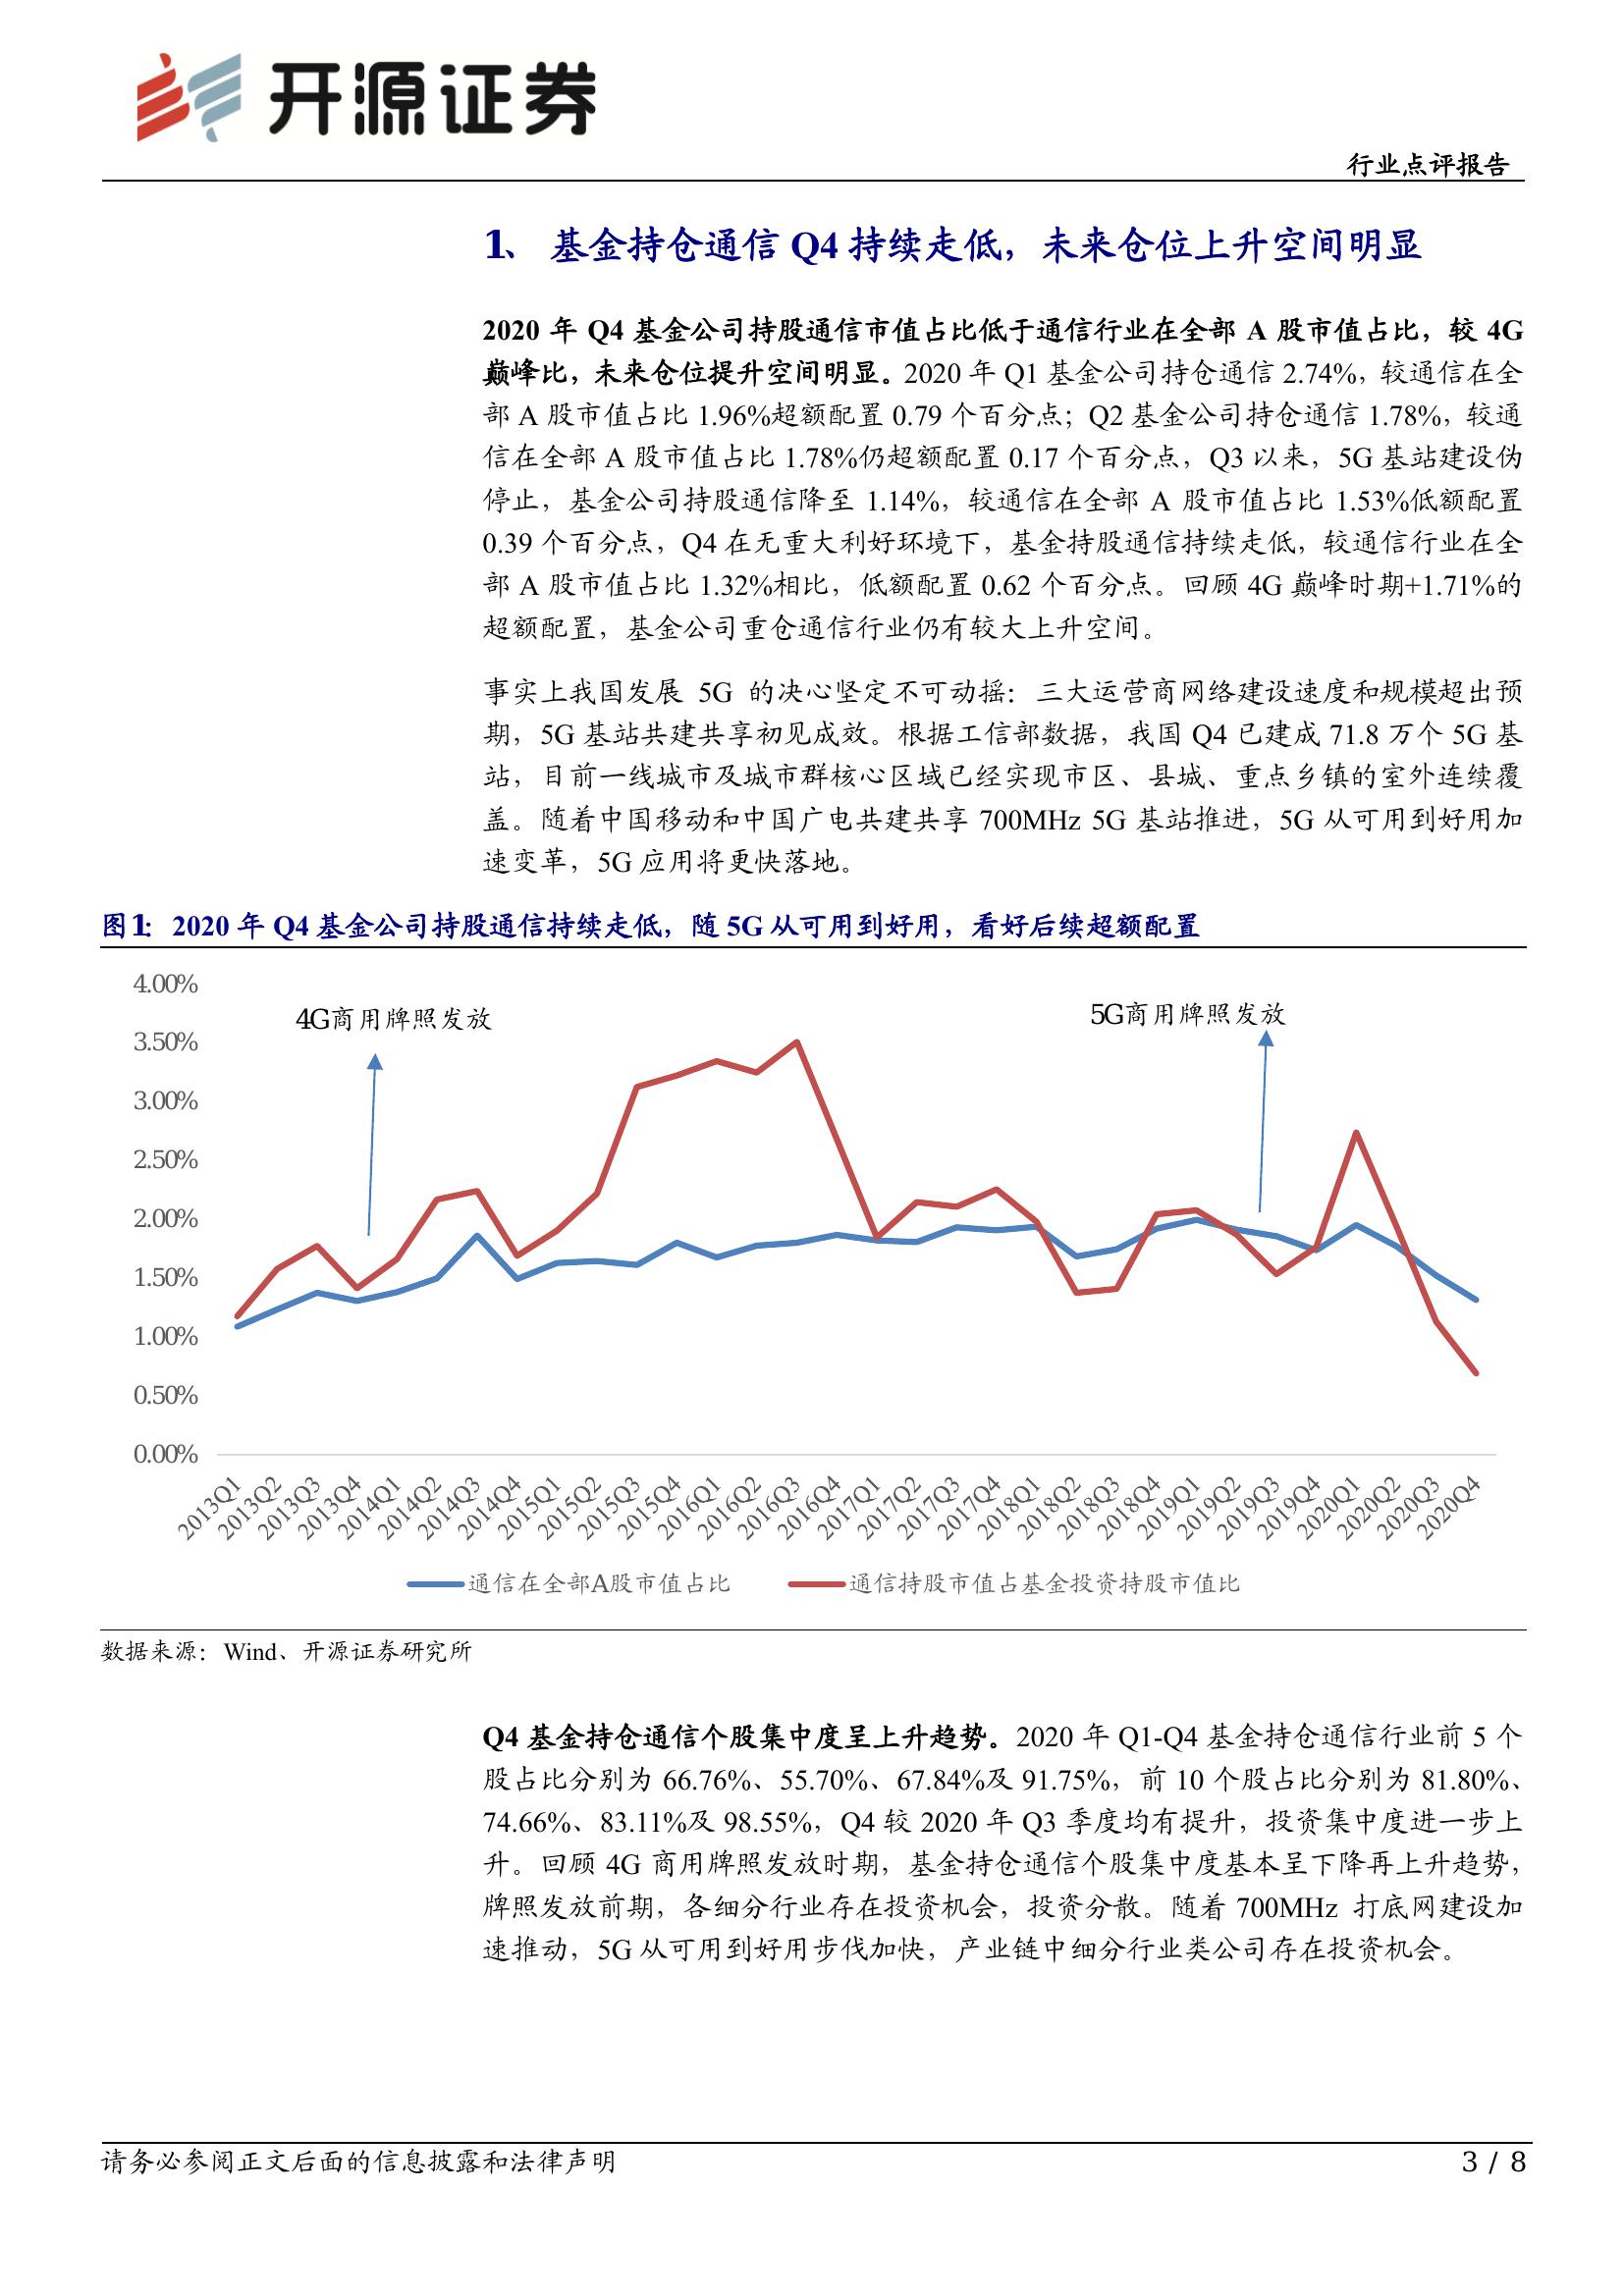 开源证券
行业点评报告
1、 基金持仓通信 Q4 持续走低，未来仓位上升空间明显
2020 年 Q4 基金公司持股通信市值占比低于通信行业在全部 A 股市值占比，较 4G
巅峰比，未来仓位提升空间明显。2020 年 Q1 基金公司持仓通信 2.74%，较通信在全
部 A 股市值占比 1.96%超额配置 0.79 个百分点；Q2 基金公司持仓通信 1.78%，较通
信在全部 A 股市值占比 1.78%仍超额配置 0.17 个百分点，Q3 以来，5G 基站建设伪
停止，基金公司持股通信降至 1.14%，较通信在全部 A 股市值占比 1.53%低额配置
0.39 个百分点，Q4 在无重大利好环境下，基金持股通信持续走低，较通信行业在全
部 A 股市值占比 1.32%相比，低额配置 0.62 个百分点。回顾 4G 巅峰时期+1.71%的
超额配置，基金公司重仓通信行业仍有较大上升空间。
事实上我国发展 5G 的决心坚定不可动摇：三大运营商网络建设速度和规模超出预
期，5G 基站共建共享初见成效。根据工信部数据，我国 Q4 已建成 71.8 万个 5G 基
站，目前一线城市及城市群核心区域已经实现市区、县城、重点乡镇的室外连续覆
盖。随着中国移动和中国广电共建共享 700MHz 5G 基站推进，5G 从可用到好用加
速变革，5G 应用将更快落地。
图1： 2020 年 Q4 基金公司持股通信持续走低，随 5G 从可用到好用，看好后续超额配置
4.00%
3.50%
3.00%
2.50%
2.00%
1.50%
1.00%
0.50%
0.00%
4G商用牌照发放
5G商用牌照发放
2013Q1
2013Q2
2013Q3
2013Q4
2014Q1
2014Q2
2014Q3
2014Q4
2015Q1
2015Q2
2015Q3
2015Q4
2016Q1
2016Q2
2016Q3
2016Q4
2017Q1
2017Q2
2017Q3
2017Q4
2018Q1
2018Q2
2018Q3
2018Q4
2019Q1
2019Q2
2019Q3
2019Q4
2020Q1
2020Q2
2020Q3
2020Q4
通信在全部A股市值占比
通信持股市值占基金投资持股市值比
数据来源：Wind、开源证券研究所
Q4 基金持仓通信个股集中度呈上升趋势。2020 年 Q1-Q4 基金持仓通信行业前 5 个
股占比分别为 66.76%、55.70%、67.84%及 91.75%，前 10 个股占比分别为 81.80%、
74.66%、83.11%及 98.55%，Q4 较 2020 年 Q3 季度均有提升，投资集中度进一步上
升。回顾 4G 商用牌照发放时期，基金持仓通信个股集中度基本呈下降再上升趋势，
牌照发放前期，各细分行业存在投资机会，投资分散。随着 700MHz 打底网建设加
速推动，5G 从可用到好用步伐加快，产业链中细分行业类公司存在投资机会。
请务必参阅正文后面的信息披露和法律声明
3 / 8